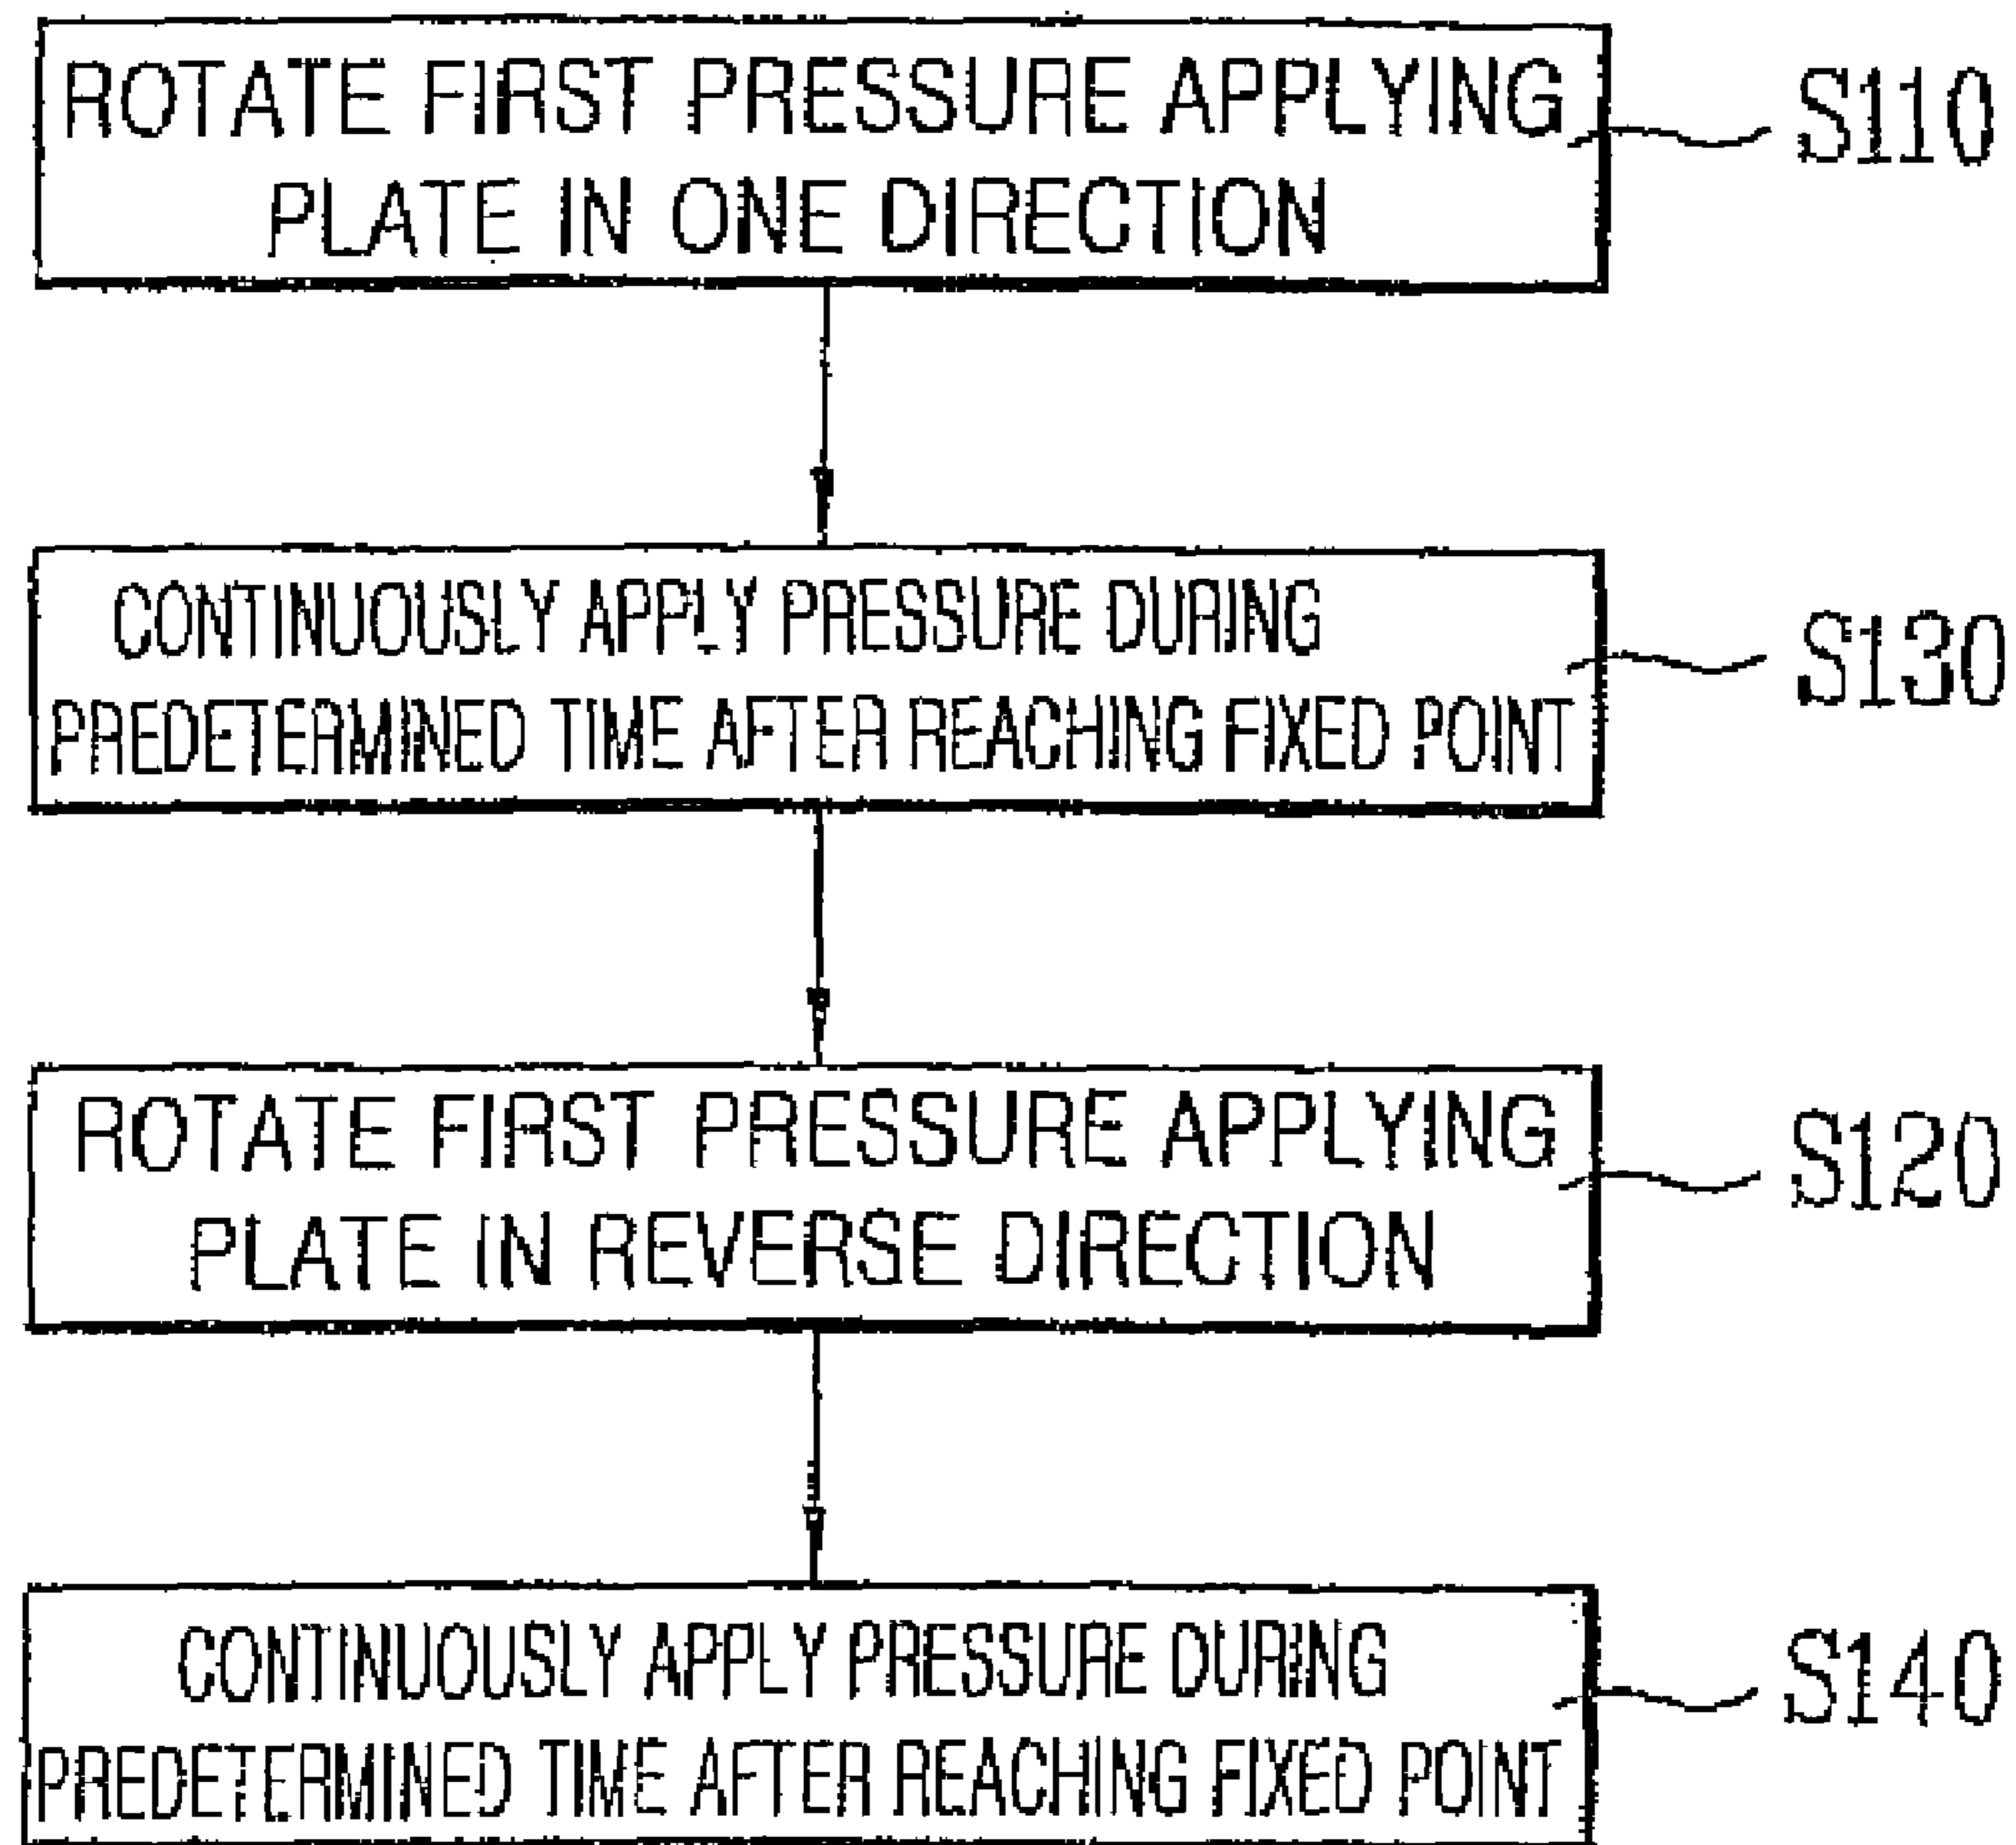 ROTATE FIRST PRESSURE APPLYING
PLATE IN ONE DIRECTION
S110
CONTINUOUSLY APPLY PRESSURE DURING
PREDETERMINED TIME AFTER REACHING FIXED POINT
S130
ROTATE FIRST PRESSURE APPLYING
PLATE IN REVERSE DIRECTION
S120
CONTINUOUSLY APPLY PRESSURE DURING
PREDETERMINED TIME AFTER REACHING FIXED POINT
S140